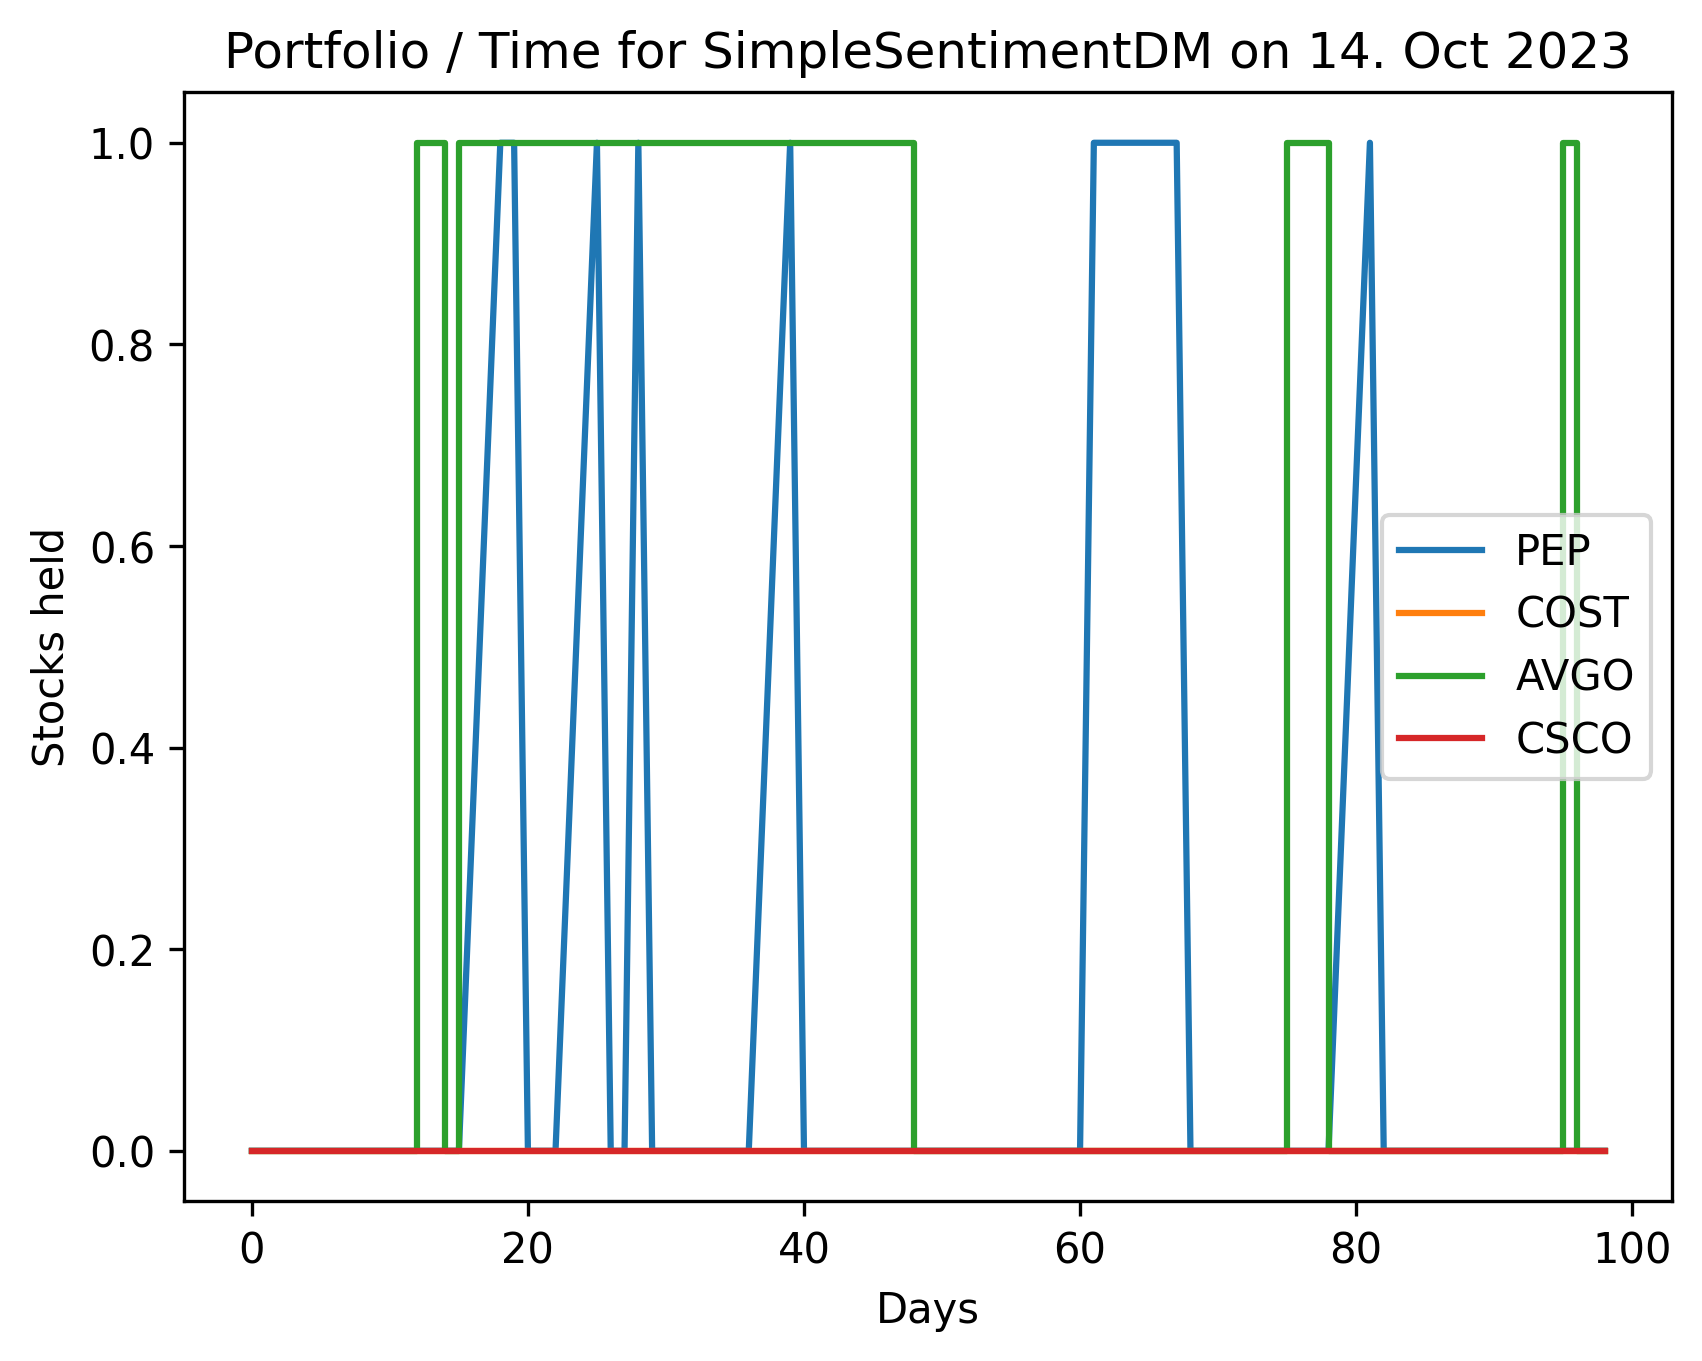 Portfolio / Time for SimpleSentimentDM on 14. Oct 2023
1.0
0.8
0.6
0.4
0.2
0.0
Stocks held
PEP
COST
AVGO
CSCO
0 20 40 60 80 100
Days